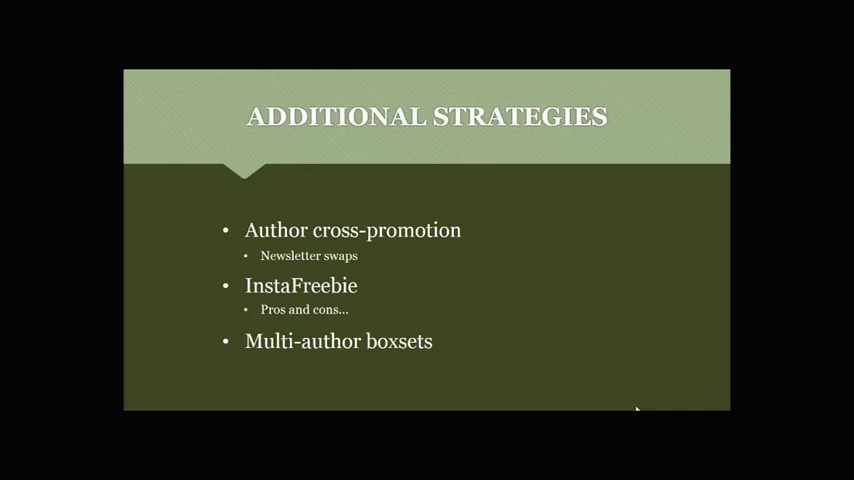 ADDITIONAL STRATEGIES
• Author cross-promotion
• Newsletter swaps
• InstaFreebie
• Pros and cons...
• Multi-author boxsets